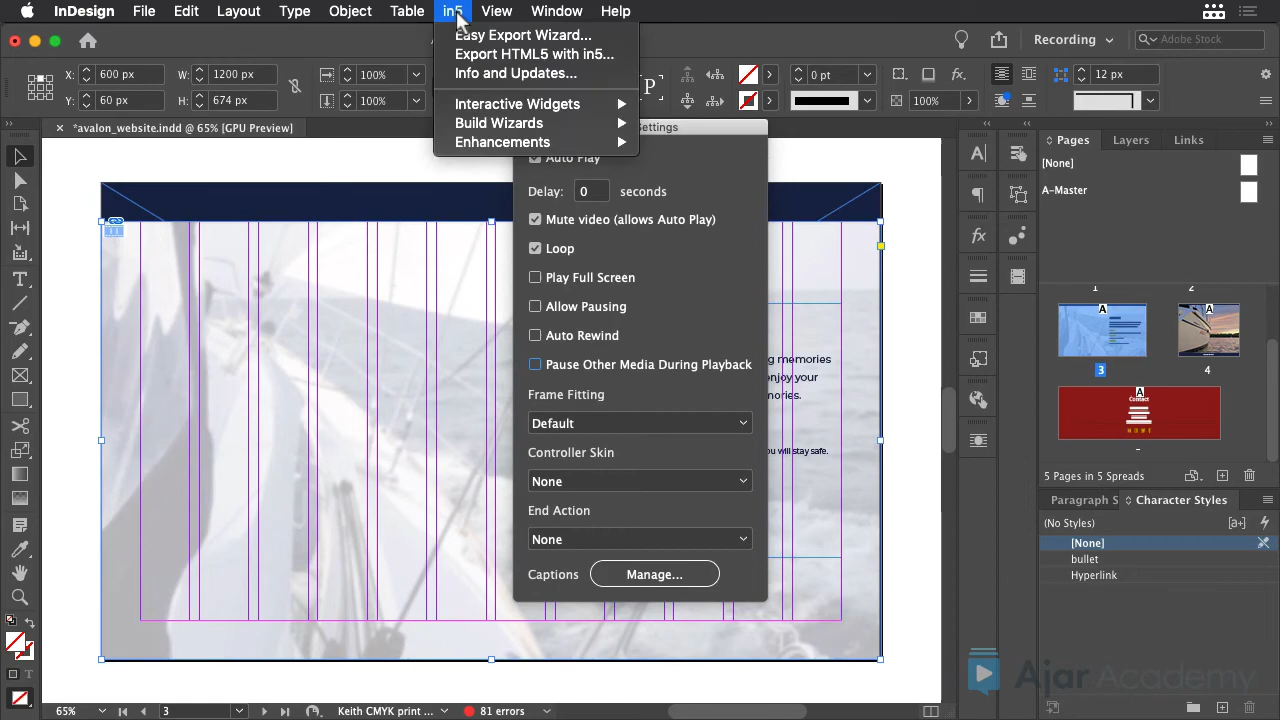 InDesign File Edit Layout Type Object Table in5 View Window Help
Easy Export Wizard...
Export HTML5 with in5...
Info and Updates...
Interactive Widgets
Build Wizards
Enhancements
Recording
Adobe Stock
X: 600 px W: 1200 px 100% 0 pt 12 px
Y: 60 px H: 674 px 100% 100%
*avalon_website.indd @ 65% [GPU Preview]
Settings
Auto Play
Delay: 0 seconds
Mute video (allows Auto Play)
Loop
Play Full Screen
Allow Pausing
Auto Rewind
Pause Other Media During Playback
Frame Fitting
Default
Controller Skin
None
End Action
None
Captions Manage...
memories
enjoy your
you will stay safe.
Pages Layers Links
[None]
A-Master
1 2
A A
3 4
A
Contact
HOWE
5 Pages in 5 Spreads
Paragraph S Character Styles
(No Styles)
[None]
bullet
Hyperlink
Ajar Academy
65% 3 Keith CMYK print ... 81 errors